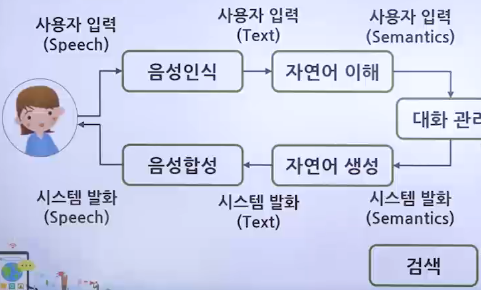 사용자 입력
(Speech)
사용자 입력
(Text)
사용자 입력
(Semantics)
음성인식
자연어 이해
대화 관리
음성합성
자연어 생성
시스템 발화
(Speech)
시스템 발화
(Text)
시스템 발화
(Semantics)
검색